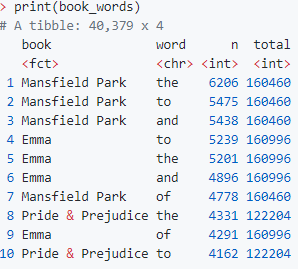 > print(book_words)
# A tibble: 40,379 x 4
book word n total
<fct> <chr> <int> <int>
1 Mansfield Park the 6206 160460
2 Mansfield Park to 5475 160460
3 Mansfield Park and 5438 160460
4 Emma to 5239 160996
5 Emma the 5201 160996
6 Emma and 4896 160996
7 Mansfield Park of 4778 160460
8 Pride & Prejudice the 4331 122204
9 Emma of 4291 160996
10 Pride & Prejudice to 4162 122204